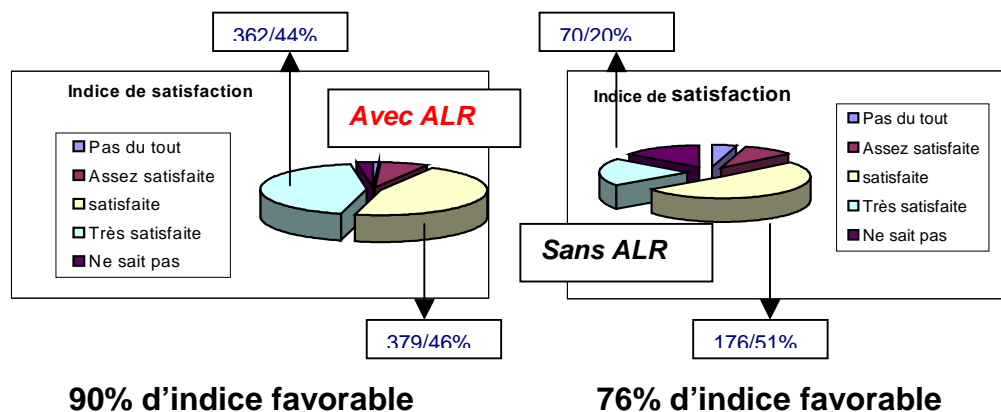 362/44%
70/20%
Indice de satisfaction
Avec ALR
Pas du tout
Assez satisfaite
satisfaite
Très satisfaite
Ne sait pas
Indice de satisfaction
Pas du tout
Assez satisfaite
satisfaite
Très satisfaite
Ne sait pas
Sans ALR
379/46%
176/51%
90% d’indice favorable
76% d’indice favorable